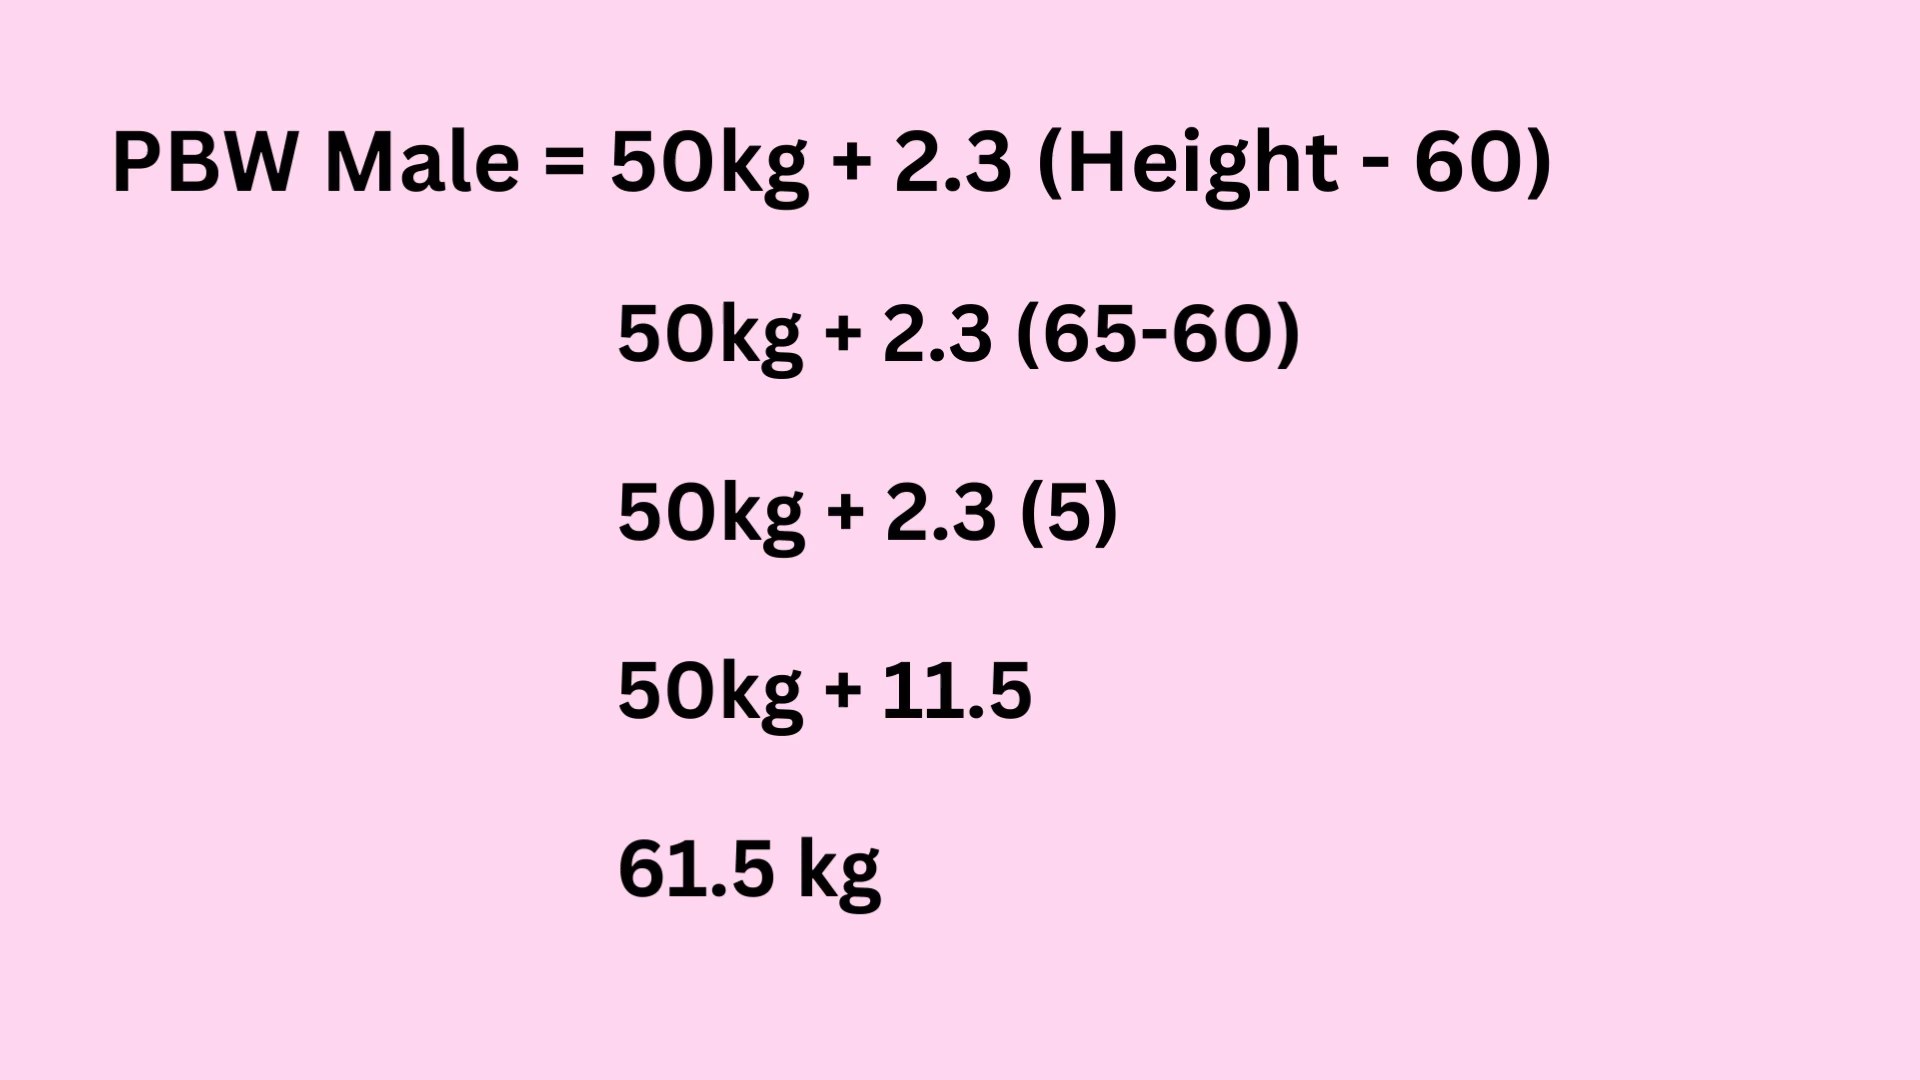 PBW Male = 50kg + 2.3 (Height - 60)
50kg + 2.3 (65-60)
50kg + 2.3 (5)
50kg + 11.5
61.5 kg